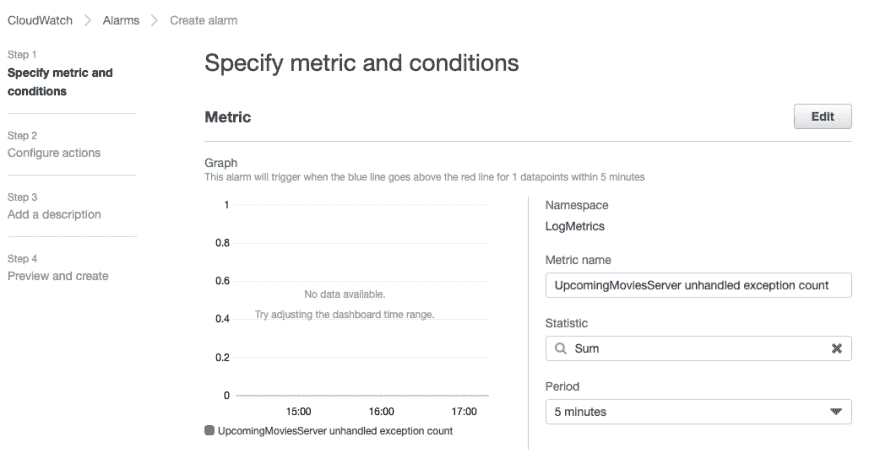 CloudWatch > Alarms > Create alarm
Step 1
Specify metric and
conditions
Step 2
Configure actions
Step 3
Add a description
Step 4
Preview and create
Specify metric and conditions
Metric
Edit
Graph
This alarm will trigger when the blue line goes above the red line for 1 datapoints within 5 minutes
1
0.8
0.6
0.4
0.2
0
No data available.
Try adjusting the dashboard time range.
15:00
16:00
17:00
UpcomingMoviesServer unhandled exception count
Namespace
LogMetrics
Metric name
UpcomingMoviesServer unhandled exception count
Statistic
Sum
Period
5 minutes